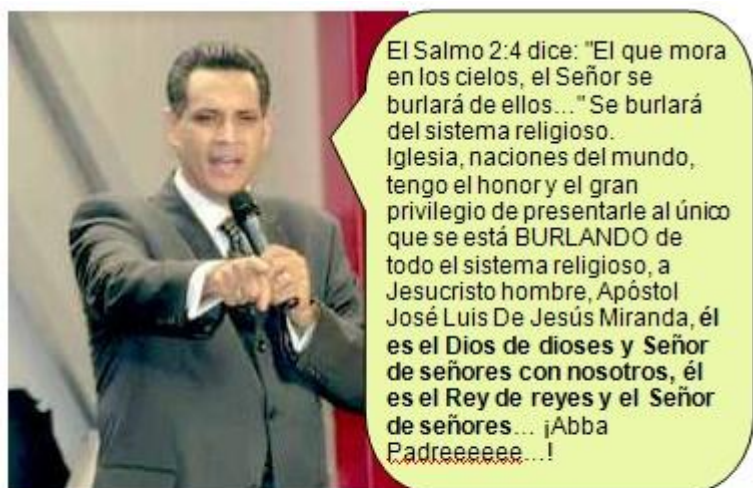 El Salmo 2:4 dice: "El que mora
en los cielos, el Señor se
burlará de ellos…" Se burlará
del sistema religioso.
Iglesia, naciones del mundo,
tengo el honor y el gran
privilegio de presentarle al único
que se está BURLANDO de
todo el sistema religioso, a
Jesucristo hombre, Apóstol
José Luis De Jesús Miranda, él
es el Dios de dioses y Señor
de señores con nosotros, él
es el Rey de reyes y el Señor
de señores… ¡Abba
Padreeeeee…!